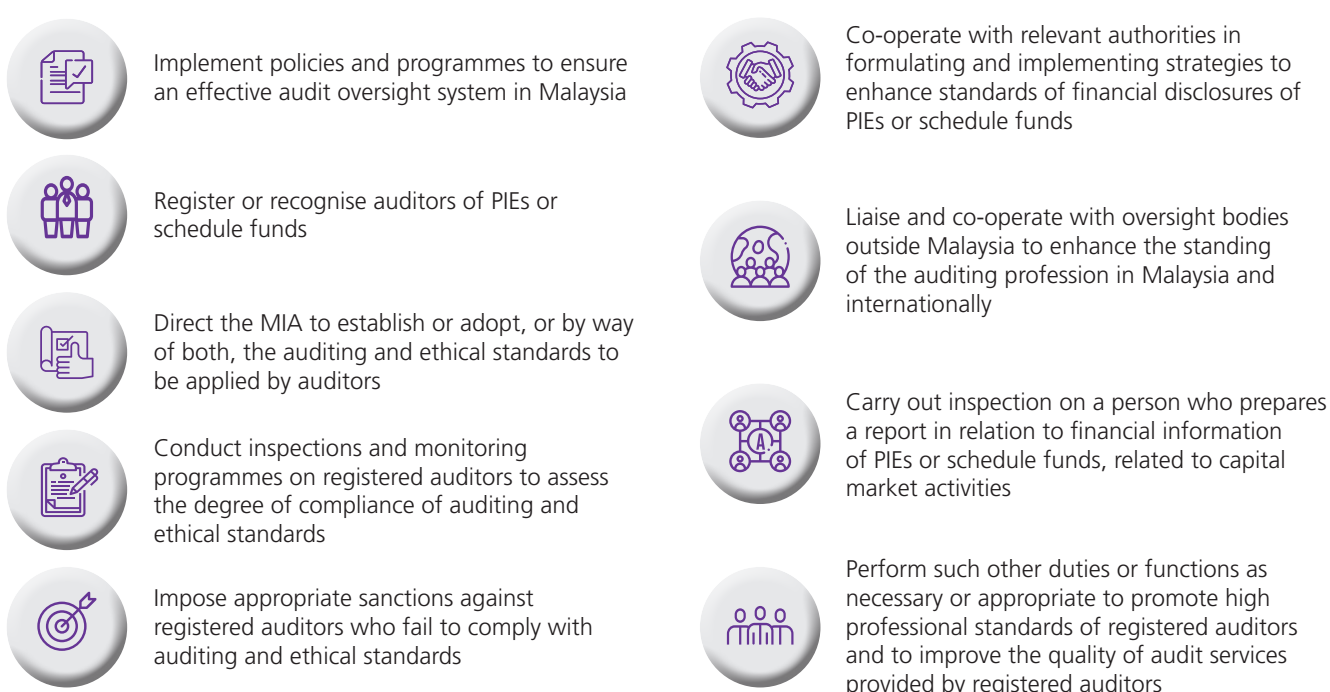 Implement policies and programmes to ensure
an effective audit oversight system in Malaysia
Register or recognise auditors of PIEs or
schedule funds
Direct the MIA to establish or adopt, or by way
of both, the auditing and ethical standards to
be applied by auditors
Conduct inspections and monitoring
programmes on registered auditors to assess
the degree of compliance of auditing and
ethical standards
Impose appropriate sanctions against
registered auditors who fail to comply with
auditing and ethical standards
Co-operate with relevant authorities in
formulating and implementing strategies to
enhance standards of financial disclosures of
PIEs or schedule funds
Liaise and co-operate with oversight bodies
outside Malaysia to enhance the standing
of the auditing profession in Malaysia and
internationally
A
Carry out inspection on a person who prepares
a report in relation to financial information
of PIEs or schedule funds, related to capital
market activities
Perform such other duties or functions as
necessary or appropriate to promote high
professional standards of registered auditors
and to improve the quality of audit services
provided by registered auditors